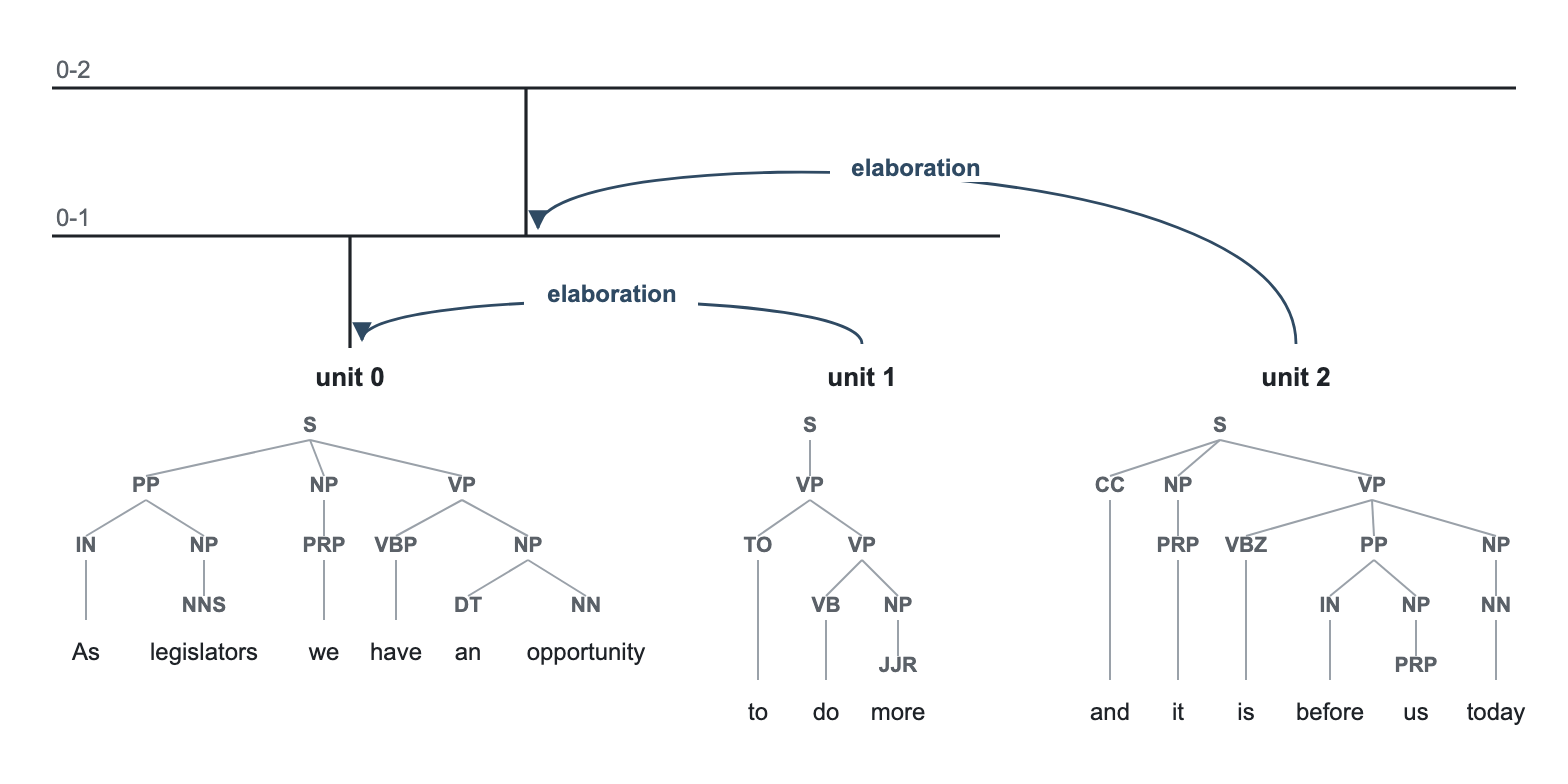 0-2
elaboration
0-1
elaboration
unit 0 unit 1 unit 2
S S S
PP NP VP VP CC NP VP
IN NP PRP VBP NP TO VP PRP VBZ PP NP
NNS DT NN VB NP IN NP NN
As legislators we have an opportunity JJR PRP
to do more and it is before us today